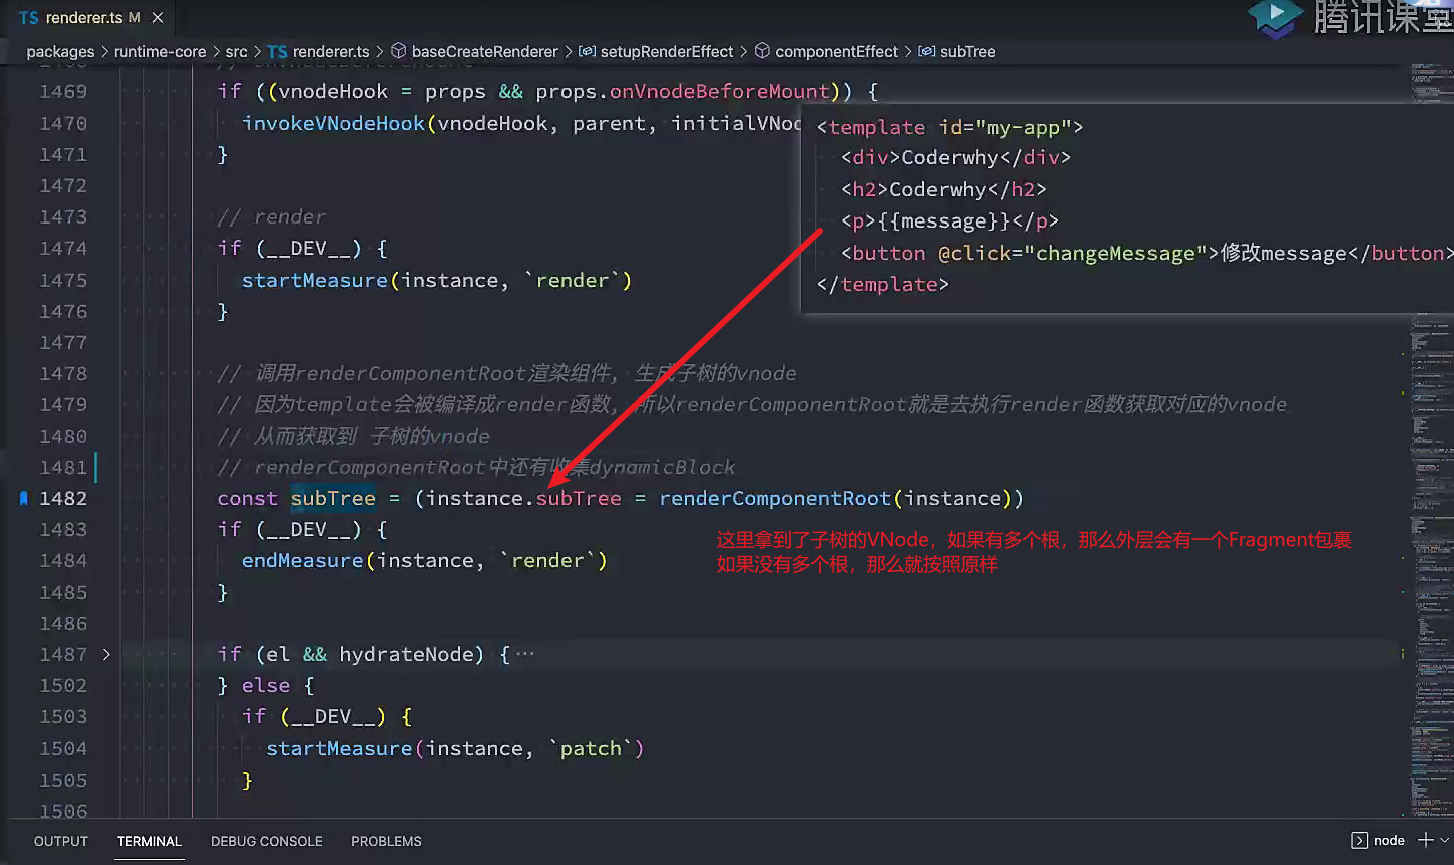 TS renderer.ts M ×
腾讯课堂
packages > runtime-core > src > TS renderer.ts > baseCreateRenderer > setupRenderEffect > componentEffect > subTree
1469 if ((vnodeHook = props && props.onVnodeBeforeMount)) {
1470 invokeVNodeHook(vnodeHook, parent, initialVNod
1471 }
1472
1473 // render
1474 if (__DEV__) {
1475 startMeasure(instance, `render`)
1476 }
1477
1478 // 调用renderComponentRoot渲染组件, 生成子树的vnode
1479 // 因为template会被编译成render函数, 所以renderComponentRoot就是去执行render函数获取对应的vnode
1480 // 从而获取到 子树的vnode
1481 // renderComponentRoot中还有收集dynamicBlock
1482 const subTree = (instance.subTree = renderComponentRoot(instance))
1483 if (__DEV__) {
1484 endMeasure(instance, `render`)
1485 }
1486
1487 if (el && hydrateNode) {···
1502 } else {
1503 if (__DEV__) {
1504 startMeasure(instance, `patch`)
1505 }
1506
<template id="my-app">
<div>Coderwhy</div>
<h2>Coderwhy</h2>
<p>{{message}}</p>
<button @click="changeMessage">修改message</button>
</template>
这里拿到了子树的VNode，如果有多个根，那么外层会有一个Fragment包裹
如果没有多个根，那么就按照原样
OUTPUT TERMINAL DEBUG CONSOLE PROBLEMS
node